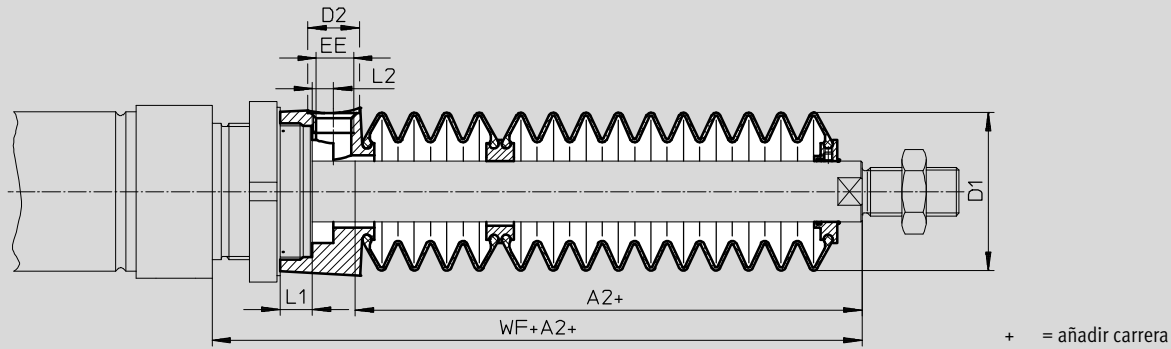 D2
EE
L2
D1
L1
A2+
WF+A2+
+ = añadir carrera